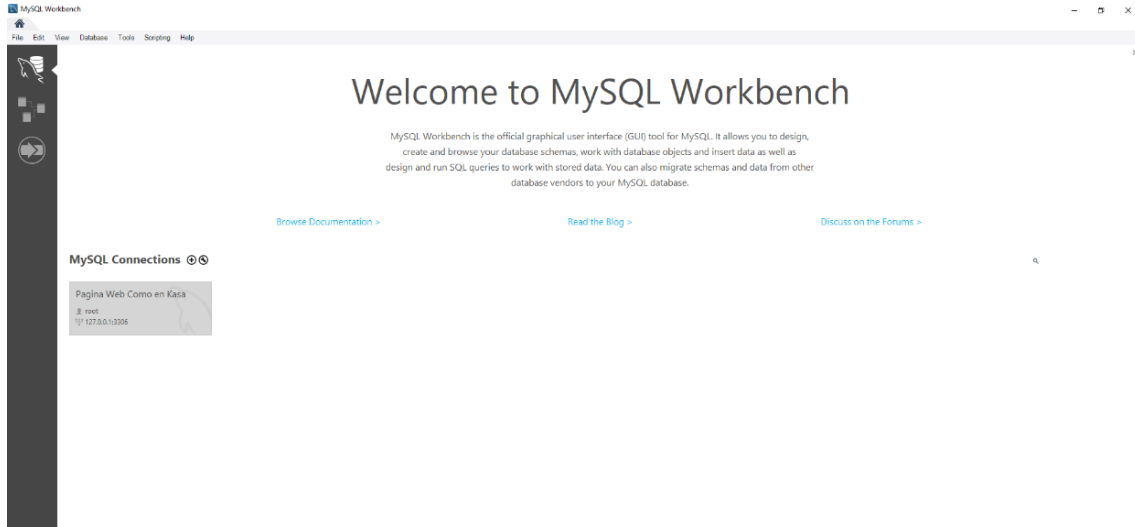 MySQL Workbench
File Edit View Database Tools Scripting Help
Welcome to MySQL Workbench
MySQL Workbench is the official graphical user interface (GUI) tool for MySQL. It allows you to design,
create and browse your database schemas, work with database objects and insert data as well as
design and run SQL queries to work with stored data. You can also migrate schemas and data from other
database vendors to your MySQL database.
Browse Documentation > Read the Blog > Discuss on the Forums >
MySQL Connections
Pagina Web Como en Kasa
root
127.0.0.1:3306